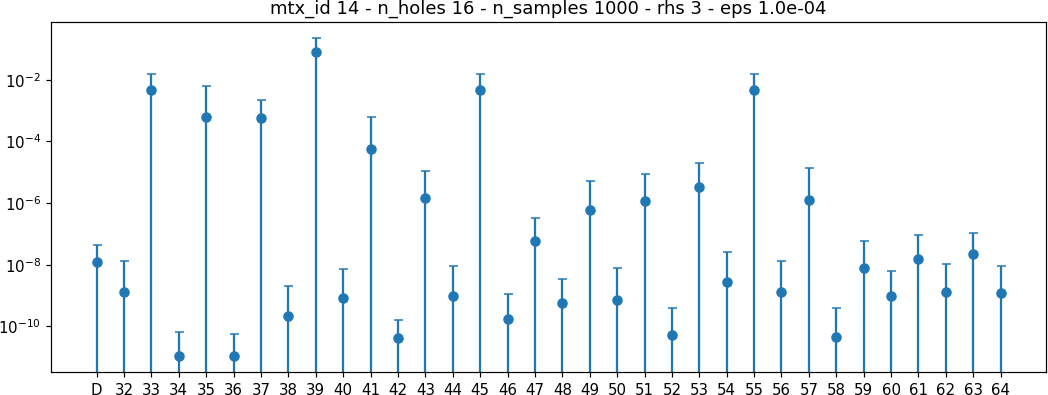 mtx_id 14 - n_holes 16 - n_samples 1000 - rhs 3 - eps 1.0e-04
10⁻²
10⁻⁴
10⁻⁶
10⁻⁸
10⁻¹⁰
D 32 33 34 35 36 37 38 39 40 41 42 43 44 45 46 47 48 49 50 51 52 53 54 55 56 57 58 59 60 61 62 63 64